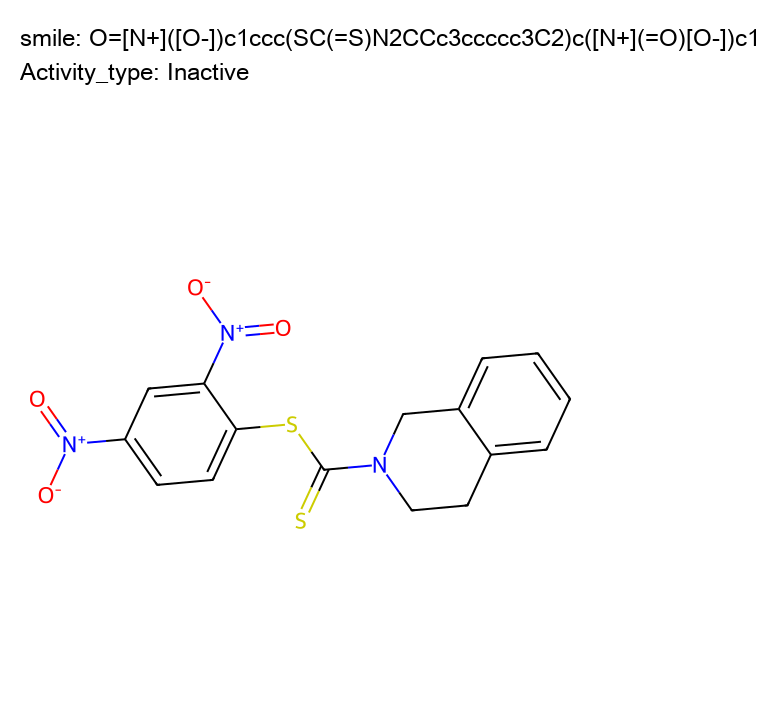 smile: O=[N+]([O-])c1ccc(SC(=S)N2CCc3ccccc3C2)c([N+](=O)[O-])c1
Activity_type: Inactive
O⁻
N⁺ O
O
N⁺ S
N
O⁻
S